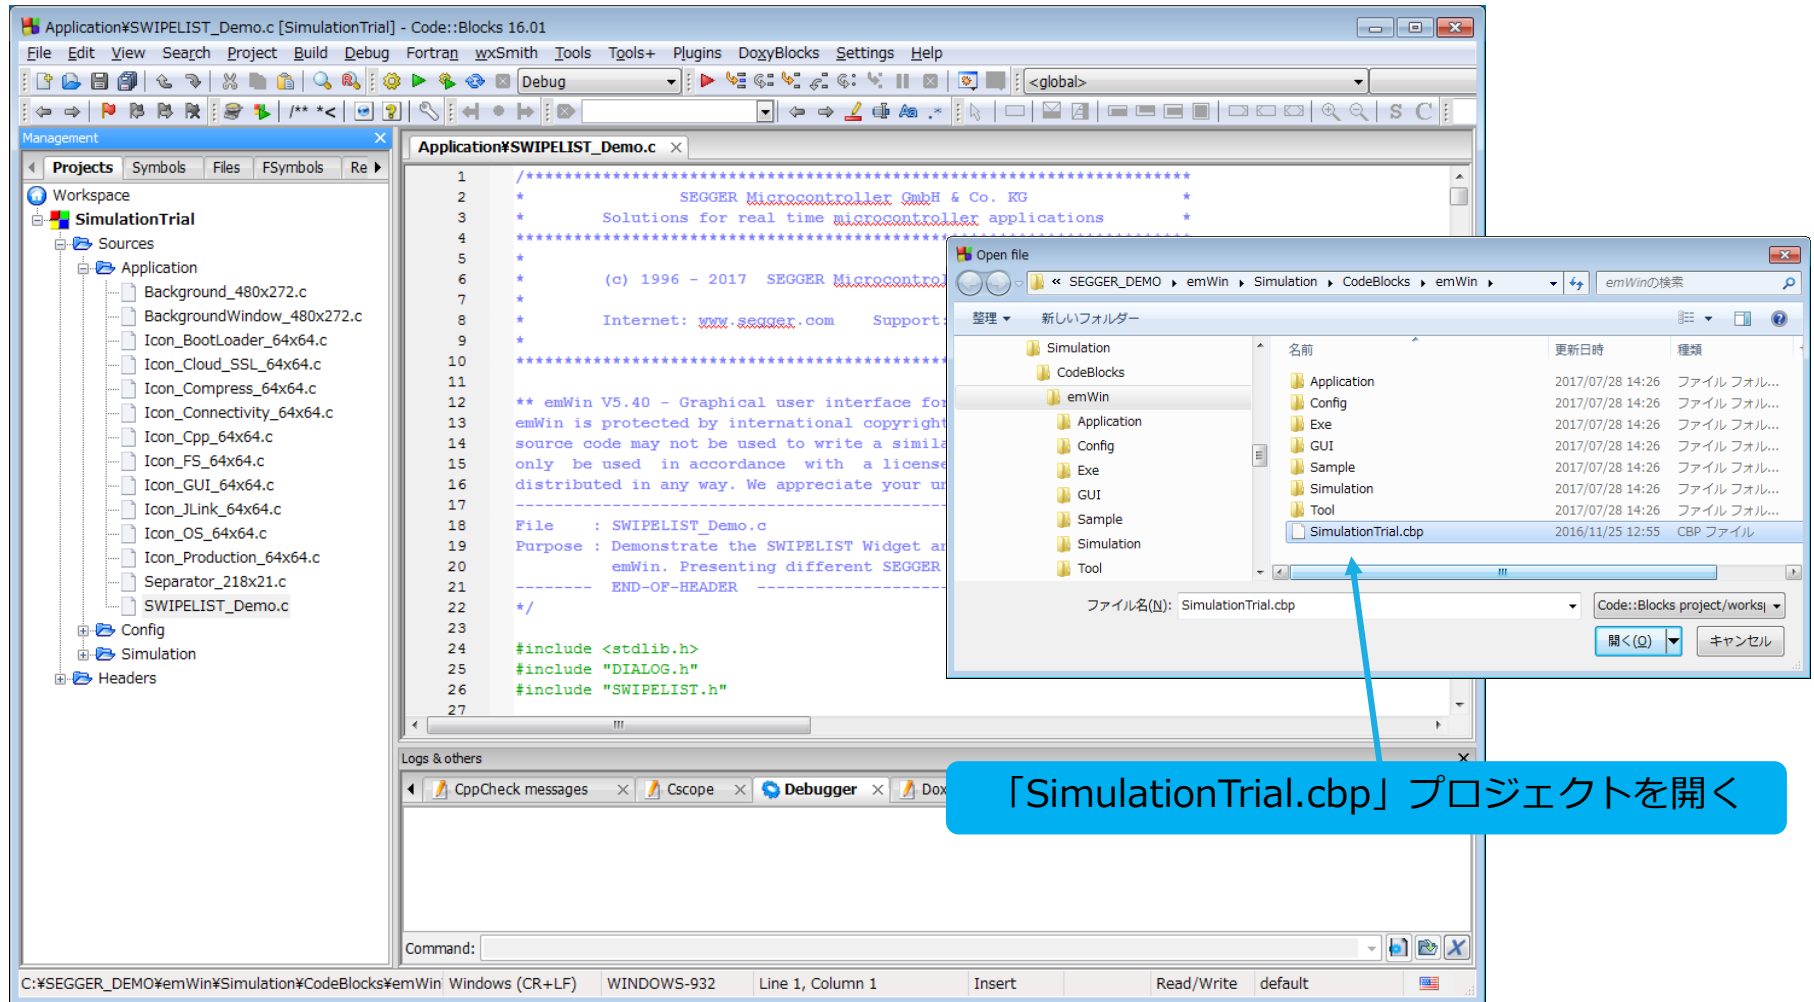 Application¥SWIPELIST_Demo.c [SimulationTrial] - Code::Blocks 16.01
File Edit View Search Project Build Debug Fortran wxSmith Tools Tools+ Plugins DoxyBlocks Settings Help
Debug
<global>
/** *<
S C
Management
Projects Symbols Files FSymbols Re
Workspace
SimulationTrial
Sources
Application
Background_480x272.c
BackgroundWindow_480x272.c
Icon_BootLoader_64x64.c
Icon_Cloud_SSL_64x64.c
Icon_Compress_64x64.c
Icon_Connectivity_64x64.c
Icon_Cpp_64x64.c
Icon_FS_64x64.c
Icon_GUI_64x64.c
Icon_JLink_64x64.c
Icon_OS_64x64.c
Icon_Production_64x64.c
Separator_218x21.c
SWIPELIST_Demo.c
Config
Simulation
Headers
Application¥SWIPELIST_Demo.c
1 /*********************************************************************
2 * SEGGER Microcontroller GmbH & Co. KG *
3 * Solutions for real time microcontroller applications *
4 **********************************************************************
5 *
6 * (c) 1996 - 2017 SEGGER Microcontrol
7 *
8 * Internet: www.segger.com Support:
9 *
10 *********************************************
11
12 ** emWin V5.40 - Graphical user interface for
13 emWin is protected by international copyright
14 source code may not be used to write a simila
15 only be used in accordance with a license
16 distributed in any way. We appreciate your un
17 ---------------------------------------------
18 File : SWIPELIST_Demo.c
19 Purpose : Demonstrate the SWIPELIST Widget an
20 emWin. Presenting different SEGGER
21 -------- END-OF-HEADER --------------------
22 */
23
24 #include <stdlib.h>
25 #include "DIALOG.h"
26 #include "SWIPELIST.h"
27
Open file
« SEGGER_DEMO emWin Simulation CodeBlocks emWin
emWinの検索
整理 新しいフォルダー
Simulation
CodeBlocks
emWin
Application
Config
Exe
GUI
Sample
Simulation
Tool
名前 更新日時 種類
Application 2017/07/28 14:26 ファイル フォル...
Config 2017/07/28 14:26 ファイル フォル...
Exe 2017/07/28 14:26 ファイル フォル...
GUI 2017/07/28 14:26 ファイル フォル...
Sample 2017/07/28 14:26 ファイル フォル...
Simulation 2017/07/28 14:26 ファイル フォル...
Tool 2017/07/28 14:26 ファイル フォル...
SimulationTrial.cbp 2016/11/25 12:55 CBP ファイル
ファイル名(N): SimulationTrial.cbp
Code::Blocks project/works
開く(O) キャンセル
Logs & others
CppCheck messages Cscope Debugger Dox
「SimulationTrial.cbp」プロジェクトを開く
Command:
C:¥SEGGER_DEMO¥emWin¥Simulation¥CodeBlocks¥emWin Windows (CR+LF) WINDOWS-932 Line 1, Column 1 Insert Read/Write default